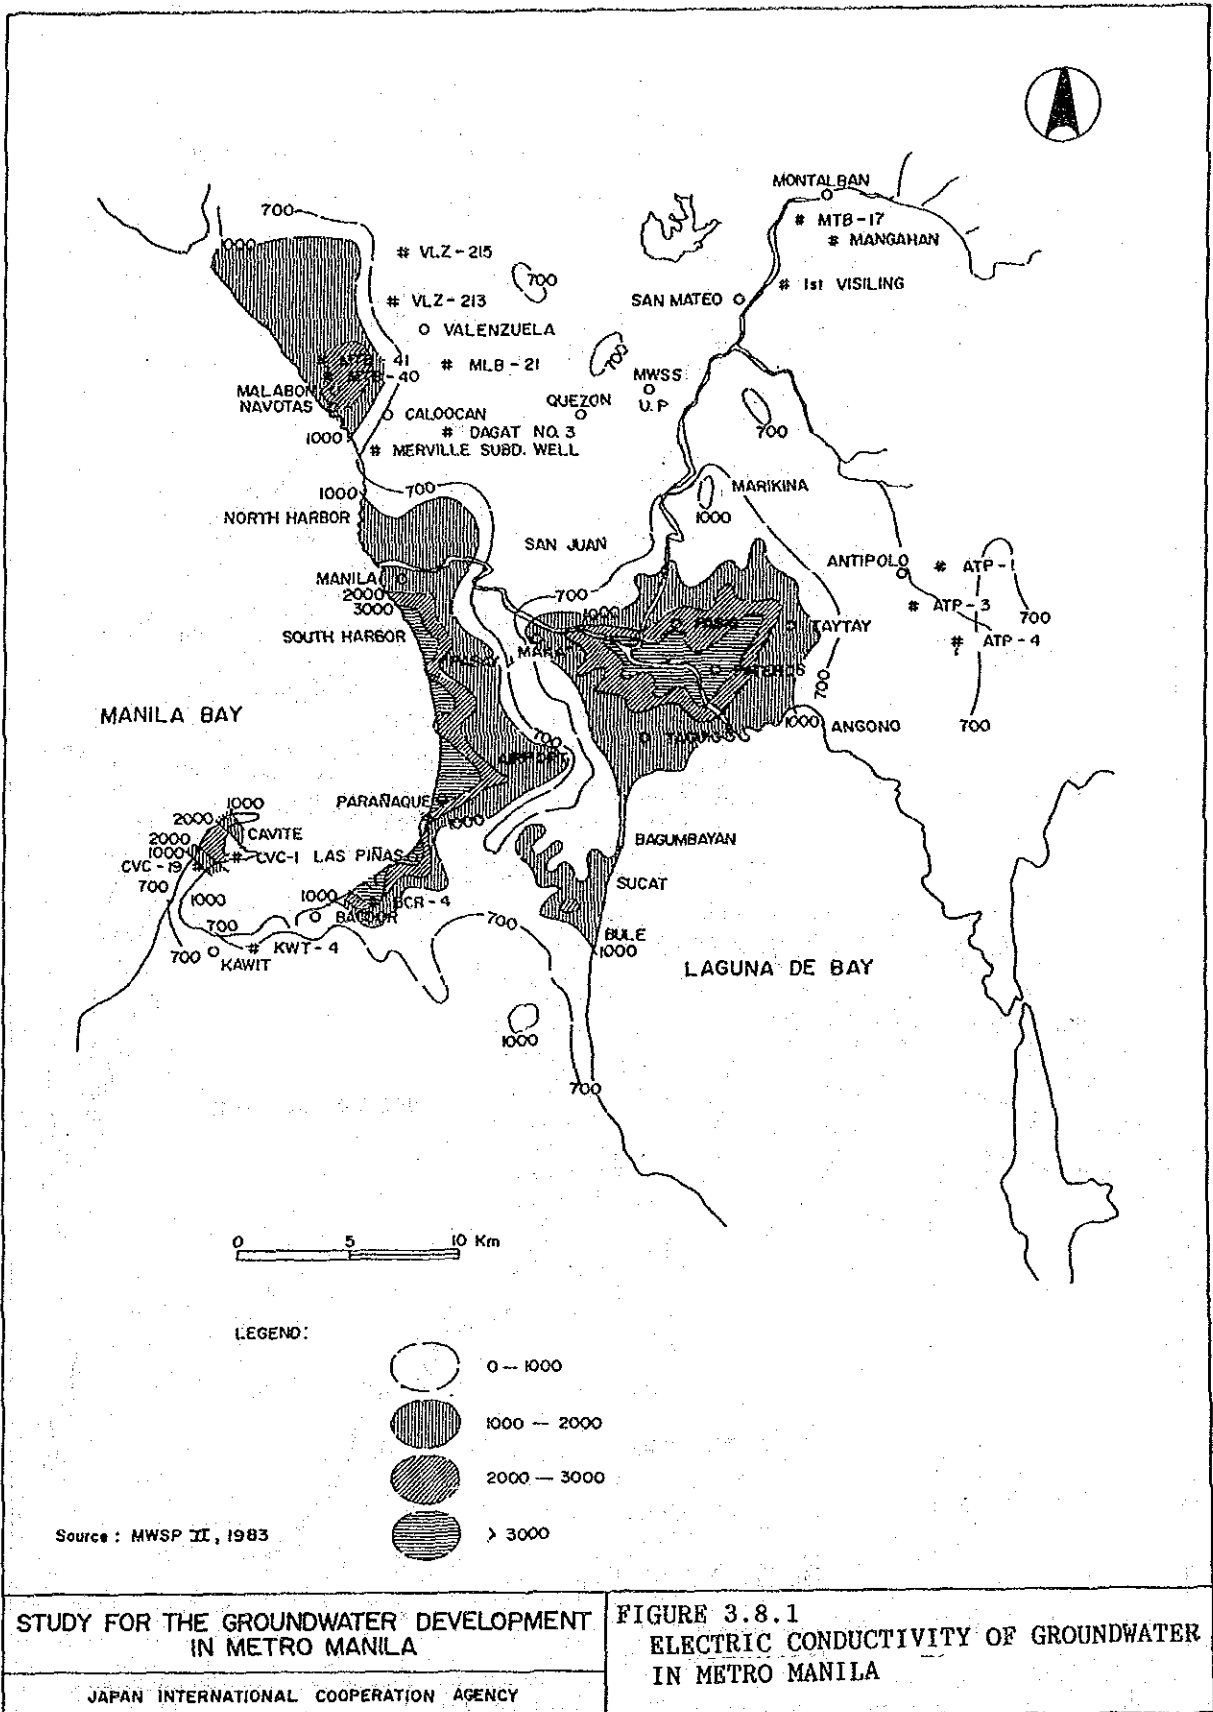 MONTALBAN
# MTB-17
# MANGAHAN
700
1000
# VLZ-215
700
# 1st VISILING
# VLZ-213
SAN MATEO
VALENZUELA
# MLB-21
700
MWSS
U.P
MALABON
NAVOTAS
QUEZON
CALOOCAN
# DAGAT NO. 3
700
1000
# MERVILLE SUBD. WELL
1000
700
MARIKINA
1000
NORTH HARBOR
SAN JUAN
ANTIPOLO
# ATP-1
MANILA
2000
3000
700
1000
# ATP-3
700
SOUTH HARBOR
PASIG
TAYTAY
# ATP-4
PASAY
MAKATI
PATEROS
700
MANILA BAY
1000
ANGONO
700
700
TAGUIG
AIRPORT
PARAÑAQUE
1000
1000
2000
CAVITE
2000
1000
CVC-19 #
# CVC-1
LAS PIÑAS
BAGUMBAYAN
700
1000
SUCAT
1000
BCR-4
BACOOR
700
700
BULE
1000
700
KAWIT
# KWT-4
LAGUNA DE BAY
1000
700
0 5 10 Km
LEGEND:
0 - 1000
1000 - 2000
2000 - 3000
> 3000
Source : MWSP II, 1983
STUDY FOR THE GROUNDWATER DEVELOPMENT
IN METRO MANILA
JAPAN INTERNATIONAL COOPERATION AGENCY
FIGURE 3.8.1
ELECTRIC CONDUCTIVITY OF GROUNDWATER
IN METRO MANILA